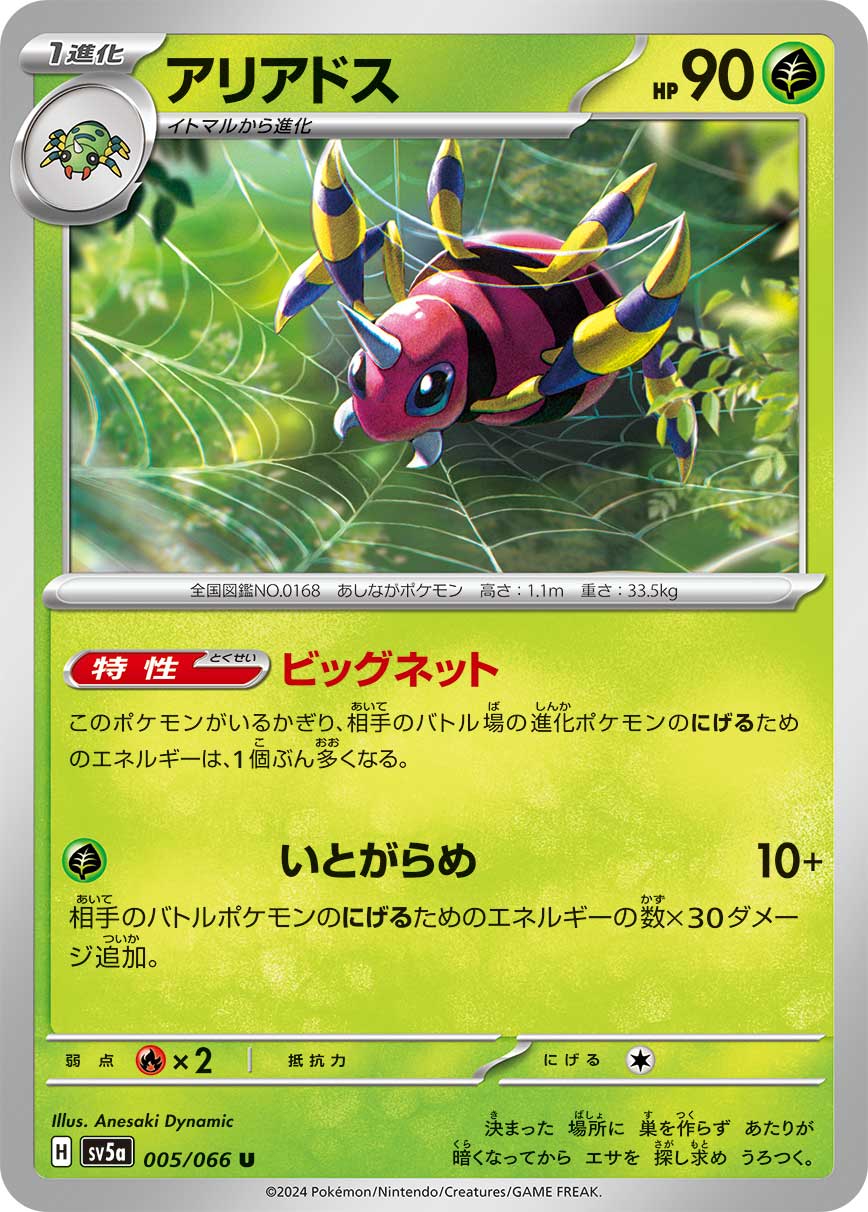 1進化
アリアドス
HP 90
イトマルから進化
全国図鑑NO.0168 あしながポケモン 高さ：1.1m 重さ：33.5kg
特性 とくせい ビッグネット
このポケモンがいるかぎり、相手のバトル場の進化ポケモンのにげるため
のエネルギーは、1個ぶん多くなる。
いとがらめ 10+
相手のバトルポケモンのにげるためのエネルギーの数×30ダメー
ジ追加。
弱点 ×2 抵抗力 にげる
Illus. Anesaki Dynamic
決まった 場所に 巣を作らず あたりが
暗くなってから エサを 探し求め うろつく。
H sv5a 005/066 U
©2024 Pokémon/Nintendo/Creatures/GAME FREAK.